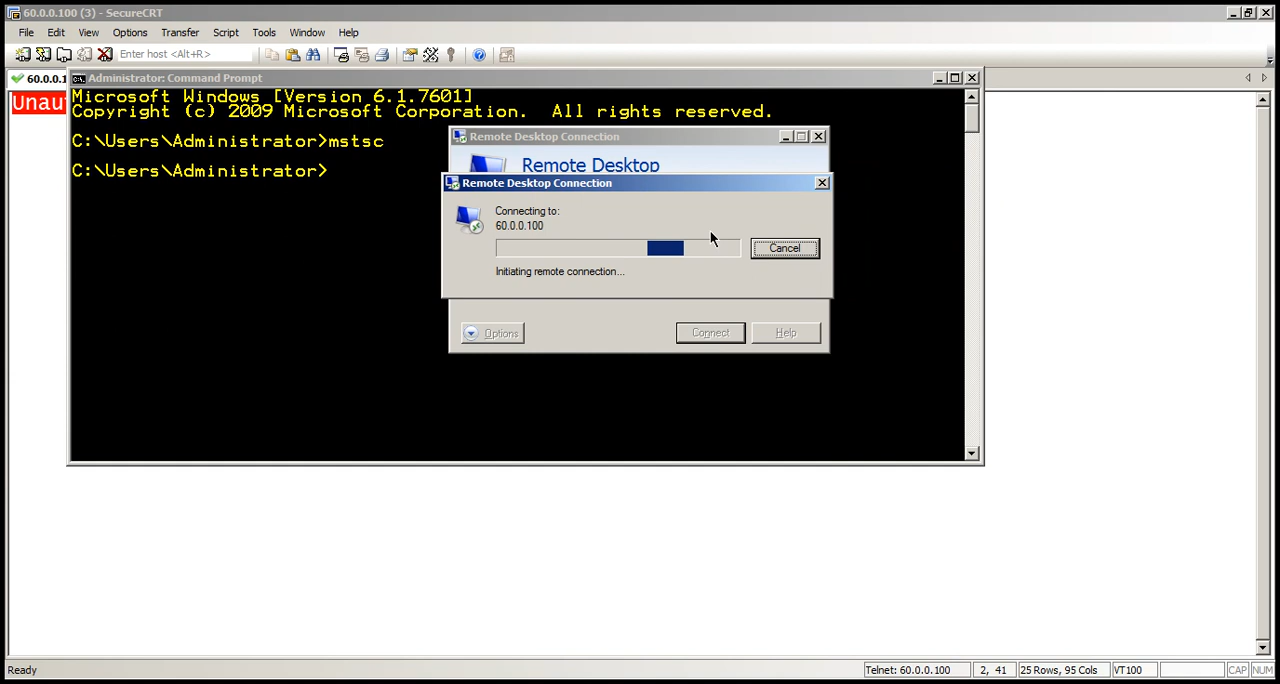 60.0.0.100 (3) - SecureCRT
File Edit View Options Transfer Script Tools Window Help
Enter host <Alt+R>
60.0.0.1
Administrator: Command Prompt
Unau
Microsoft Windows [Version 6.1.7601]
Copyright (c) 2009 Microsoft Corporation. All rights reserved.
C:\Users\Administrator>mstsc
C:\Users\Administrator>
Remote Desktop Connection
Remote Desktop
Remote Desktop Connection
Connecting to:
60.0.0.100
Cancel
Initiating remote connection...
Options Connect Help
Ready Telnet: 60.0.0.100 2, 41 25 Rows, 95 Cols VT100 CAP NUM